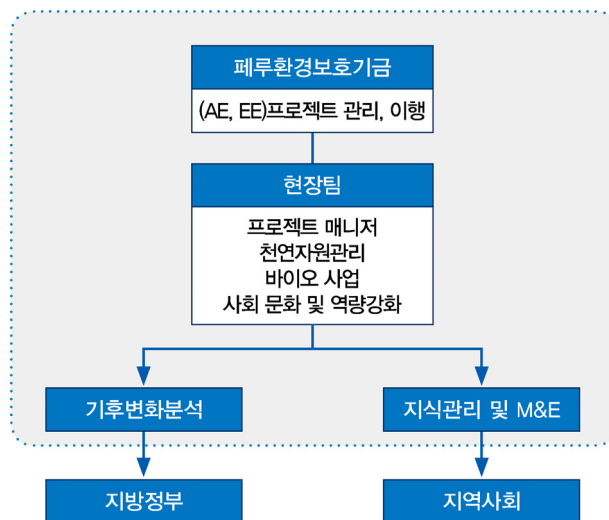 페루환경보호기금
(AE, EE)프로젝트 관리, 이행
현장팀
프로젝트 매니저
천연자원관리
바이오 사업
사회 문화 및 역량강화
기후변화분석
지식관리 및 M&E
지방정부
지역사회